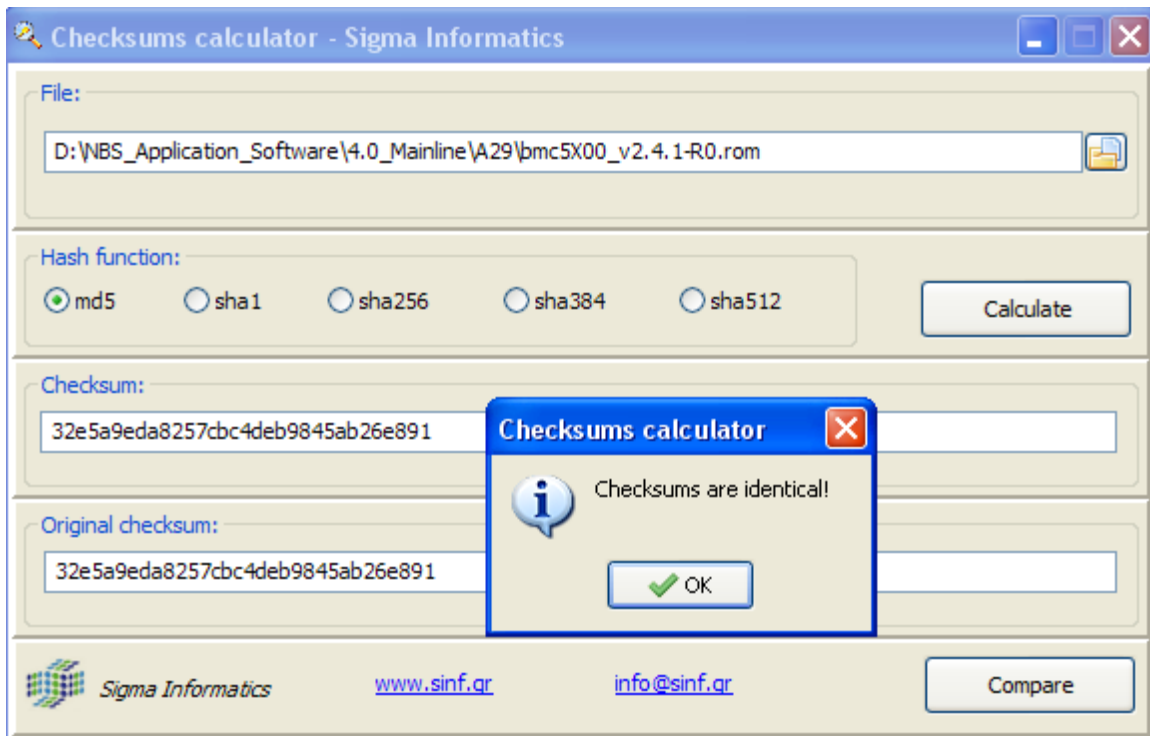 Checksums calculator - Sigma Informatics
File:
D:\NBS_Application_Software\4.0_Mainline\A29\bmc5X00_v2.4.1-R0.rom
Hash function:
md5 sha1 sha256 sha384 sha512
Calculate
Checksum:
32e5a9eda8257cbc4deb9845ab26e891
Checksums calculator
Checksums are identical!
OK
Original checksum:
32e5a9eda8257cbc4deb9845ab26e891
Sigma Informatics www.sinf.gr info@sinf.gr
Compare